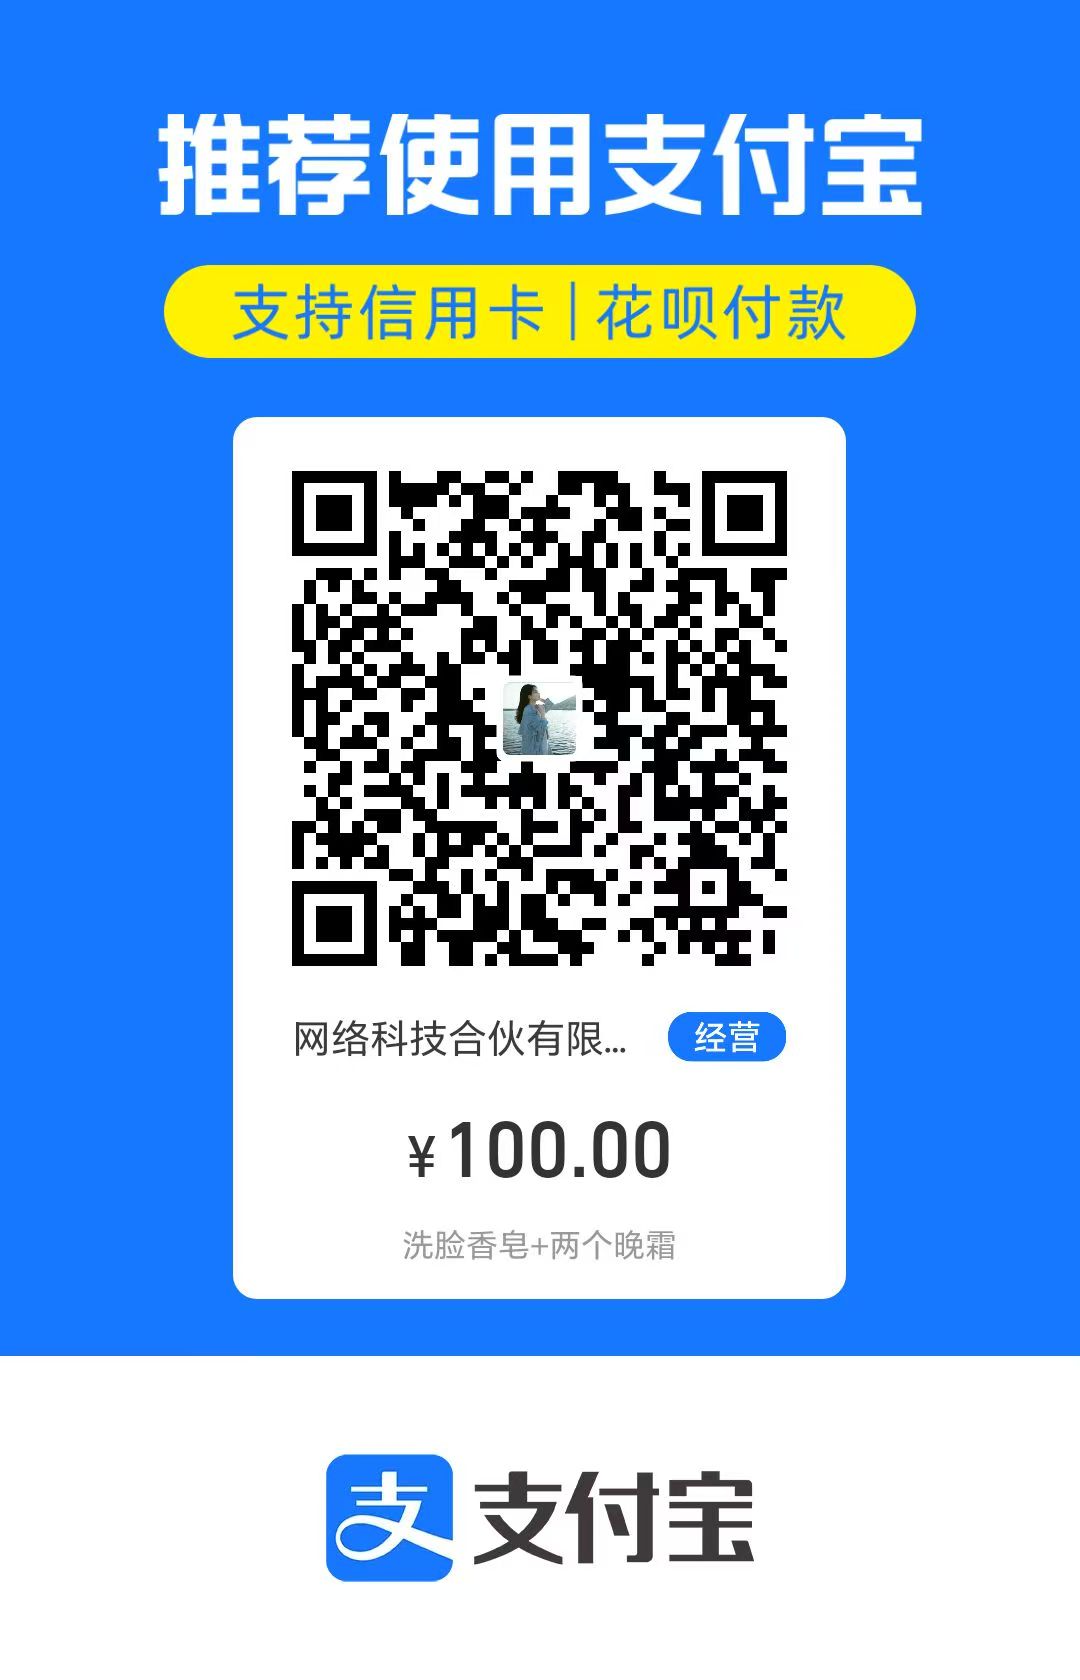 推荐使用支付宝
支持信用卡|花呗付款
网络科技合伙有限... 经营
¥100.00
洗脸香皂+两个晚霜
支 支付宝